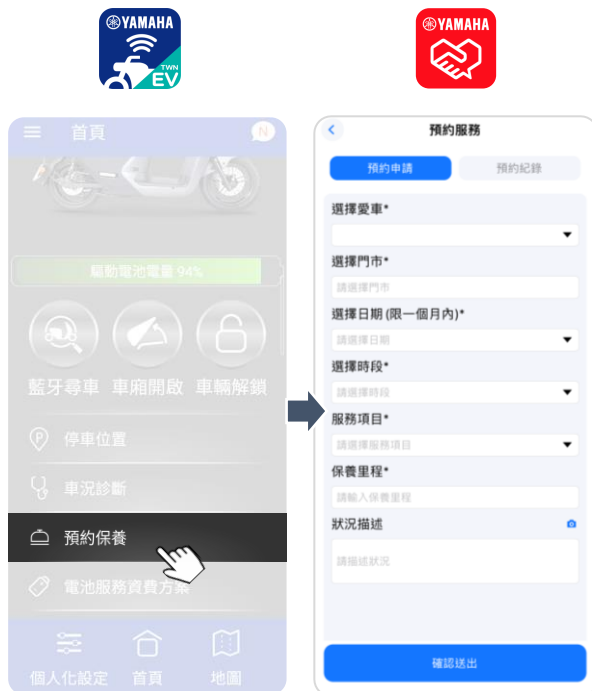 YAMAHA
TWN
EV
YAMAHA
首頁
N
驅動電池電量 94%
藍牙尋車 車廂開啟 車輛解鎖
P 停車位置
車況診斷
預約保養
電池服務資費方案
個人化設定 首頁 地圖
預約服務
預約申請 預約紀錄
選擇愛車*
選擇門市*
請選擇門市
選擇日期 (限一個月內)*
請選擇日期
選擇時段*
請選擇時段
服務項目*
請選擇服務項目
保養里程*
請輸入保養里程
狀況描述
請描述狀況
確認送出